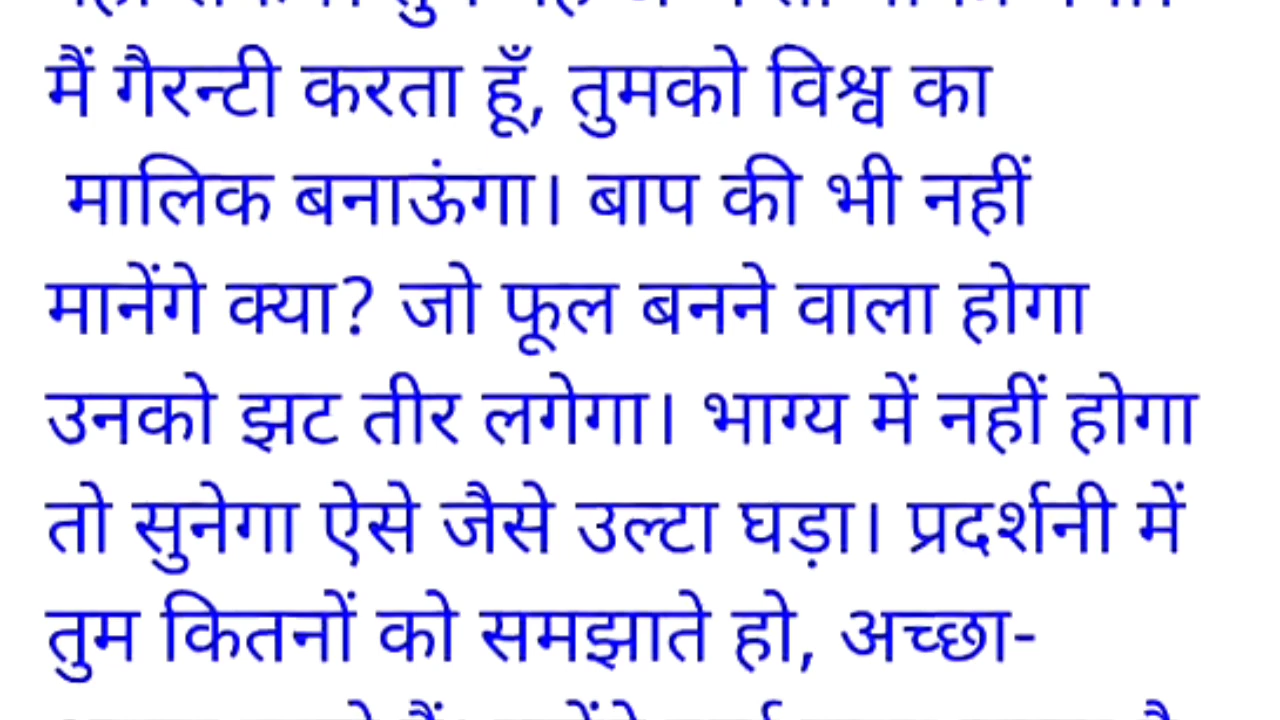 मैं गैरन्टी करता हूँ, तुमको विश्व का
मालिक बनाऊंगा। बाप की भी नहीं
मानेंगे क्या? जो फूल बनने वाला होगा
उनको झट तीर लगेगा। भाग्य में नहीं होगा
तो सुनेगा ऐसे जैसे उल्टा घड़ा। प्रदर्शनी में
तुम कितनों को समझाते हो, अच्छा-